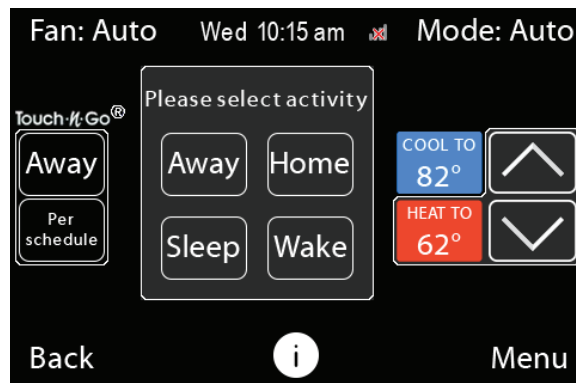 Fan: Auto
Wed 10:15 am
Mode: Auto
Touch-N-Go®
Away
Per
schedule
Please select activity
Away
Home
Sleep
Wake
COOL TO
82°
HEAT TO
62°
Back
i
Menu